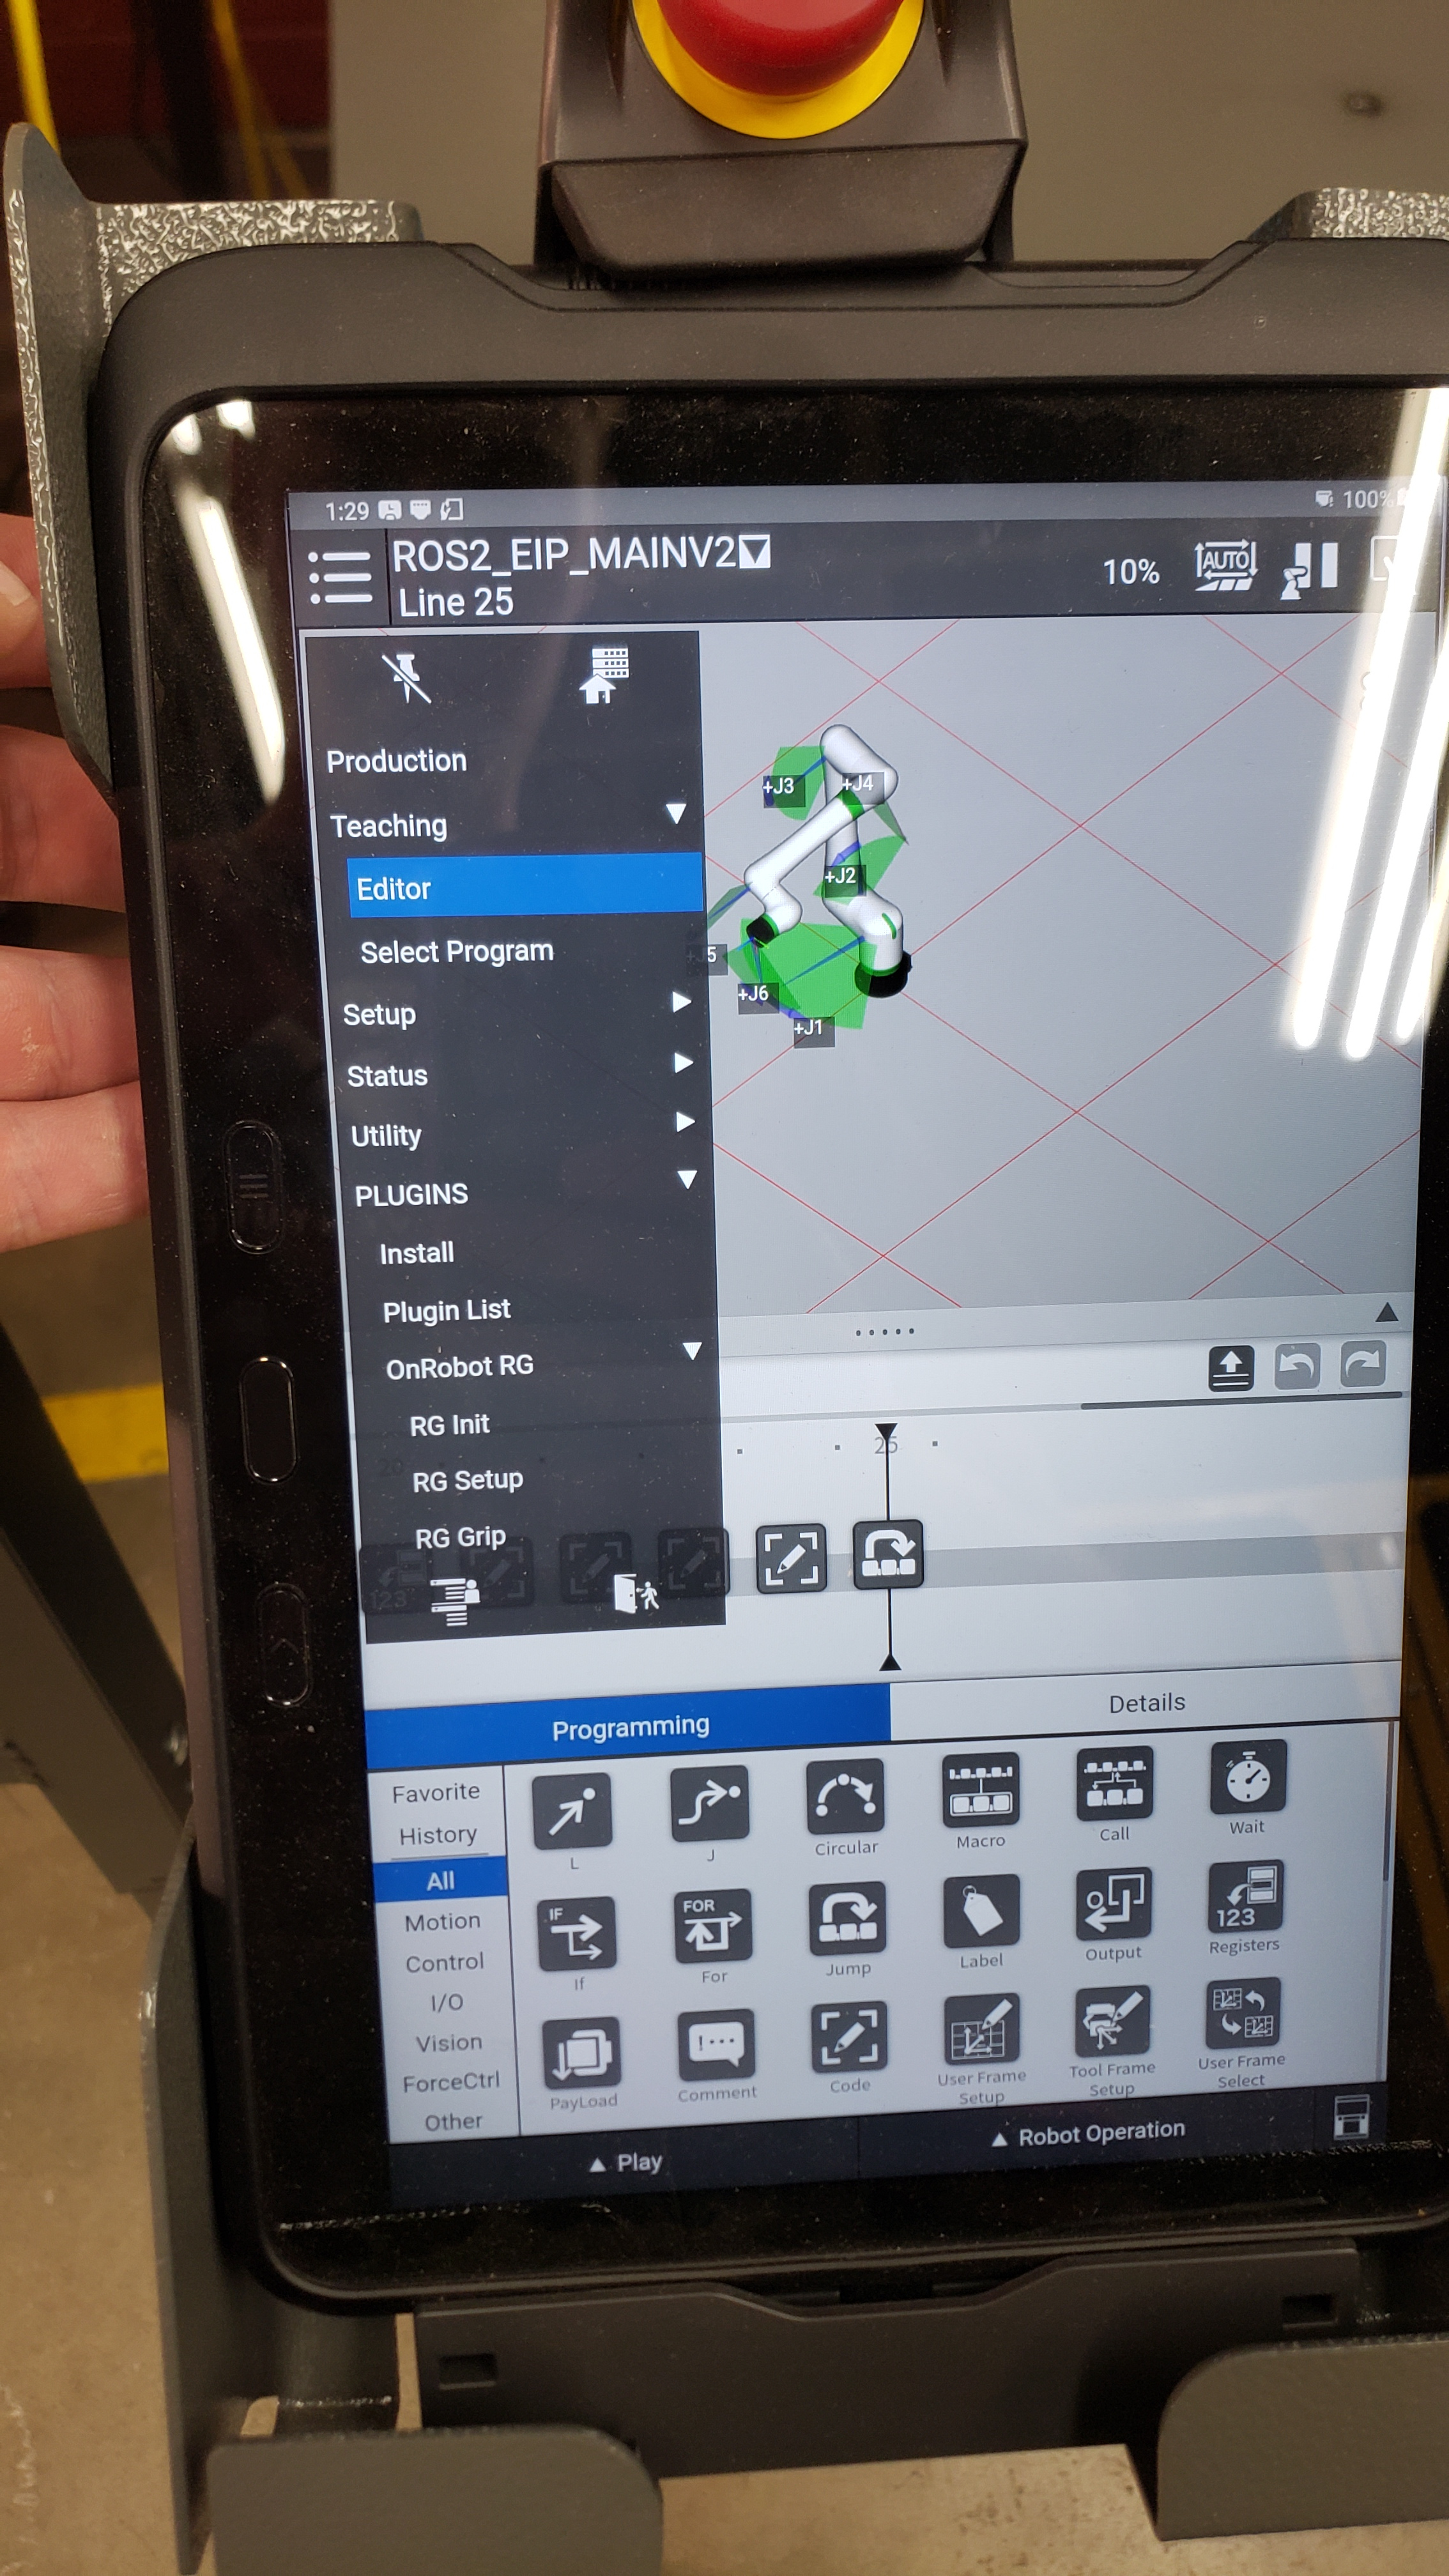 1:29
100%
ROS2_EIP_MAINV2
Line 25
10%
AUTO
Production
Teaching
Editor
Select Program
Setup
Status
Utility
PLUGINS
Install
Plugin List
OnRobot RG
RG Init
RG Setup
RG Grip
+J3
+J4
+J2
5
+J6
+J1
20
25
123
Programming
Details
Favorite
History
All
Motion
Control
I/O
Vision
ForceCtrl
Other
L
J
Circular
Macro
Call
Wait
IF
FOR
123
If
For
Jump
Label
Output
Registers
PayLoad
Comment
Code
User Frame
Setup
Tool Frame
Setup
User Frame
Select
Play
Robot Operation